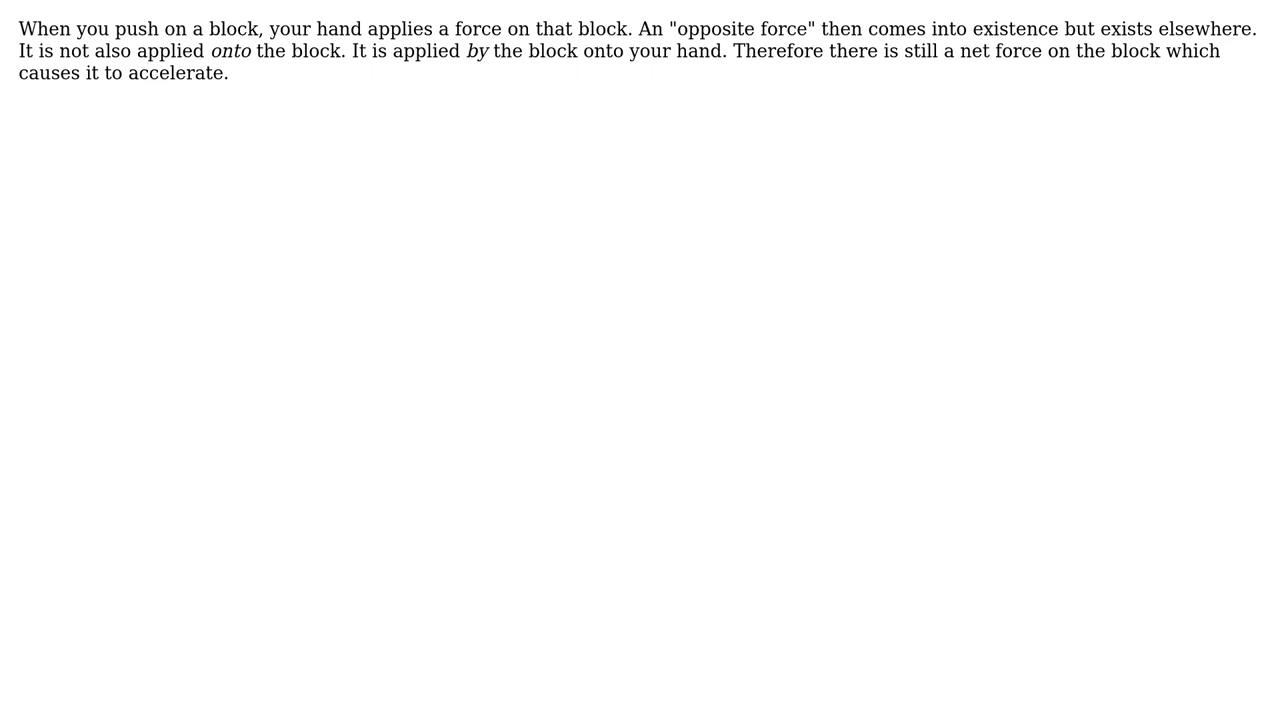 When you push on a block, your hand applies a force on that block. An "opposite force" then comes into existence but exists elsewhere.
It is not also applied onto the block. It is applied by the block onto your hand. Therefore there is still a net force on the block which
causes it to accelerate.